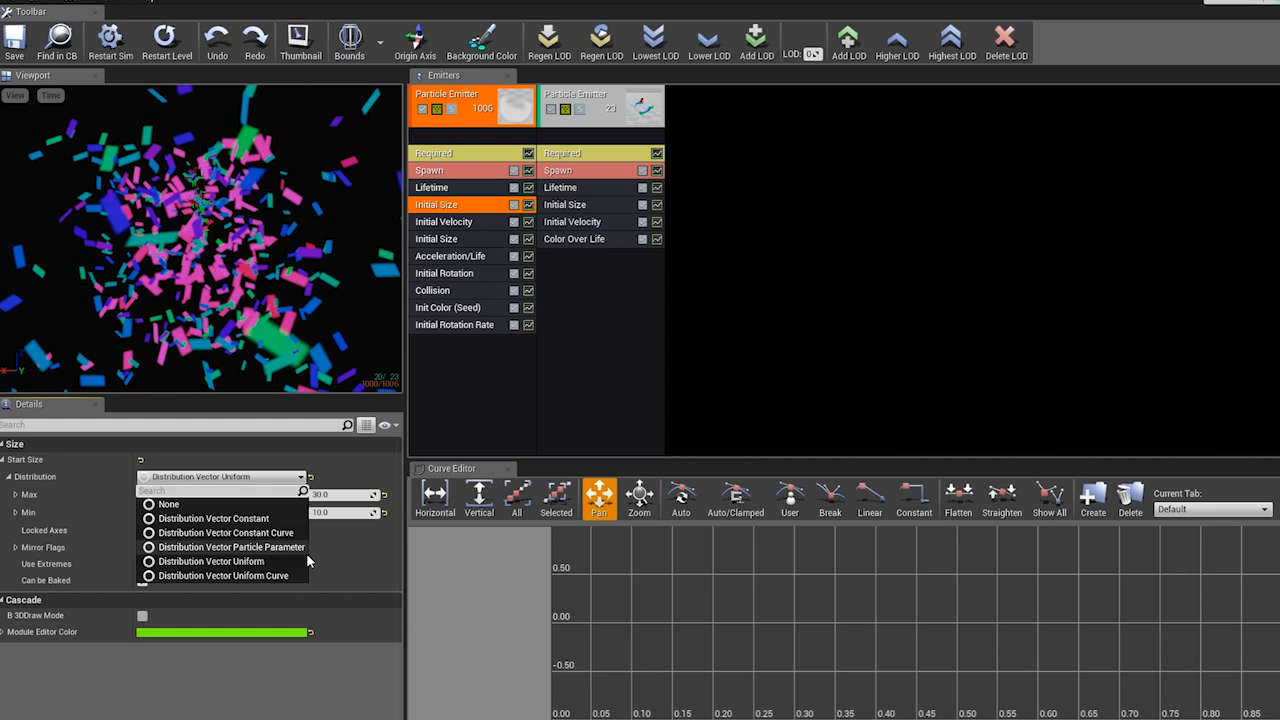 Toolbar
Save
Find in CB
Restart Sim
Restart Level
Undo
Redo
Thumbnail
Bounds
Origin Axis
Background Color
Regen LOD
Regen LOD
Lowest LOD
Lower LOD
Add LOD
LOD: 0
Add LOD
Higher LOD
Highest LOD
Delete LOD
Viewport
View
Time
X
Y
20/ 23
1000/1006
Emitters
Particle Emitter
1006
Particle Emitter
23
Required
Required
Spawn
Spawn
Lifetime
Lifetime
Initial Size
Initial Size
Initial Velocity
Initial Velocity
Initial Size
Color Over Life
Acceleration/Life
Initial Rotation
Collision
Init Color (Seed)
Initial Rotation Rate
Details
Search
Size
Start Size
Distribution
Distribution Vector Uniform
Max
30.0
Min
10.0
Locked Axes
Mirror Flags
Use Extremes
Can be Baked
Search
None
Distribution Vector Constant
Distribution Vector Constant Curve
Distribution Vector Particle Parameter
Distribution Vector Uniform
Distribution Vector Uniform Curve
Cascade
B 3DDraw Mode
Module Editor Color
Curve Editor
Horizontal
Vertical
All
Selected
Pan
Zoom
Auto
Auto/Clamped
User
Break
Linear
Constant
Flatten
Straighten
Show All
Create
Delete
Current Tab:
Default
0.50
0.00
-0.50
0.00
0.05
0.10
0.15
0.20
0.25
0.30
0.35
0.40
0.45
0.50
0.55
0.60
0.65
0.70
0.75
0.80
0.85